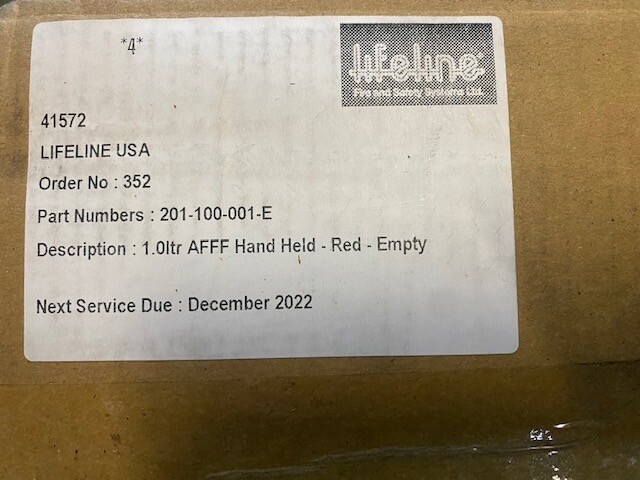 *4*
lifeline
Fire and Safety Systems Ltd.
41572
LIFELINE USA
Order No : 352
Part Numbers : 201-100-001-E
Description : 1.0ltr AFFF Hand Held - Red - Empty
Next Service Due : December 2022